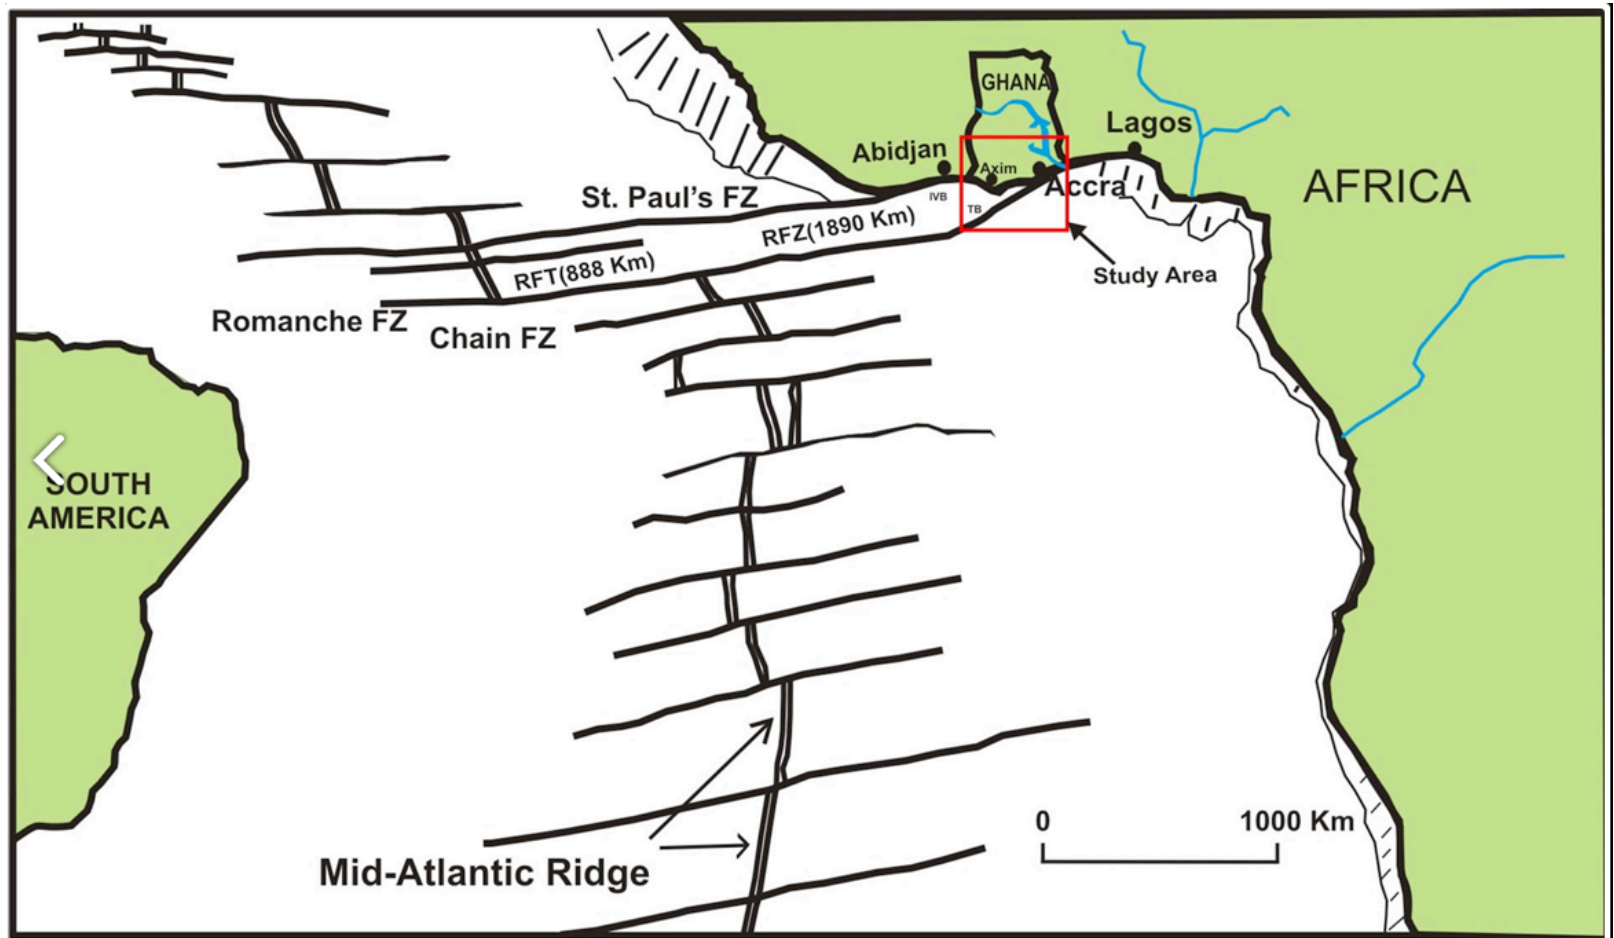 GHANA
Lagos
Abidjan
Axim
AFRICA
Accra
St. Paul's FZ
IVB
TB
RFZ(1890 Km)
Study Area
RFT(888 Km)
Romanche FZ
Chain FZ
SOUTH
AMERICA
0
1000 Km
Mid-Atlantic Ridge